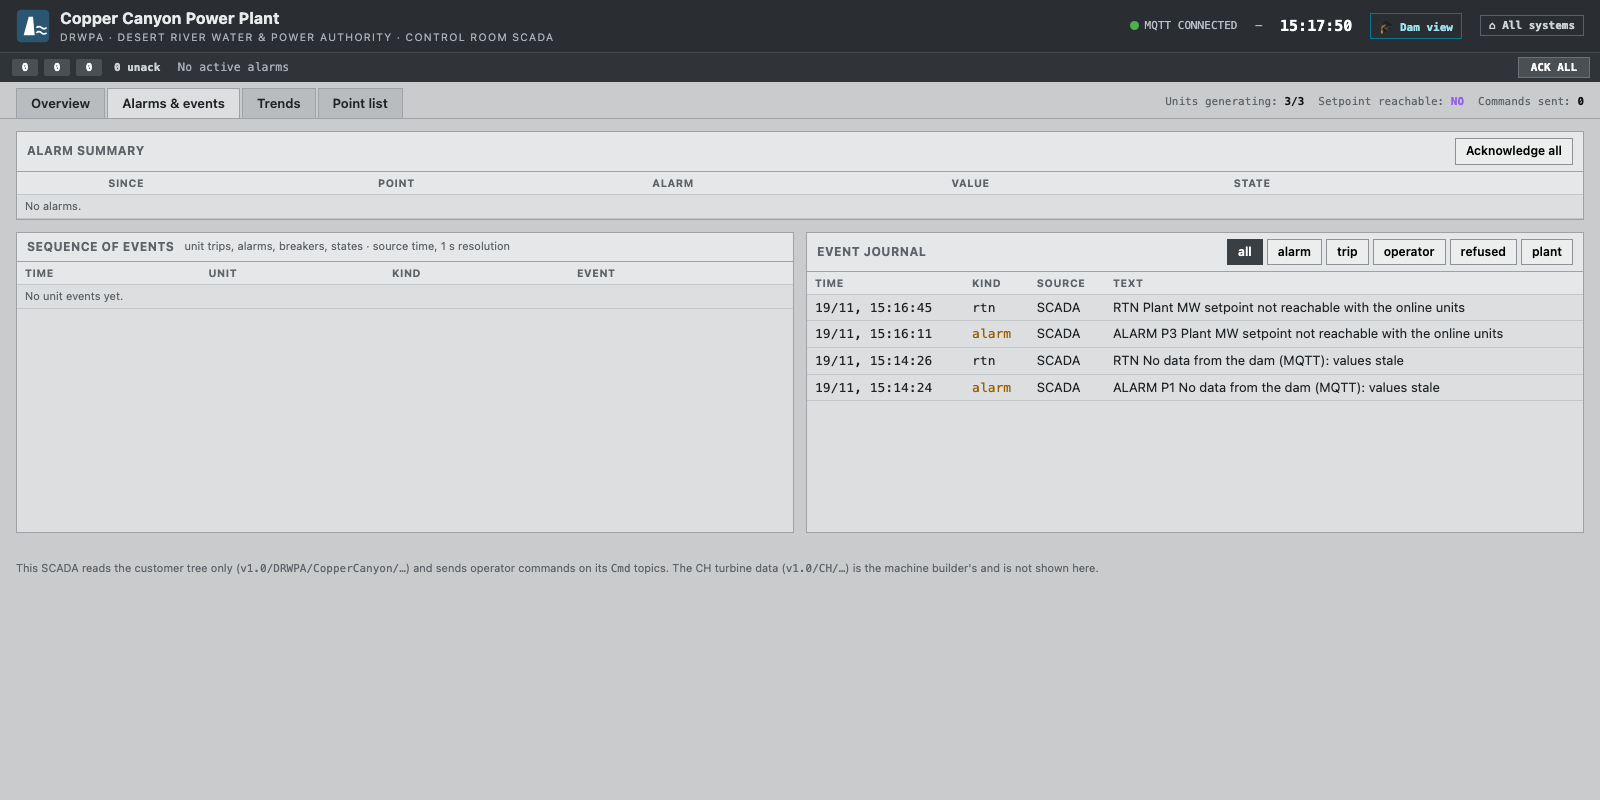 Copper Canyon Power Plant
DRWPA · DESERT RIVER WATER & POWER AUTHORITY · CONTROL ROOM SCADA
MQTT CONNECTED — 15:17:50 Dam view ⌂ All systems
0 0 0 0 unack No active alarms ACK ALL
Overview Alarms & events Trends Point list Units generating: 3/3 Setpoint reachable: NO Commands sent: 0
ALARM SUMMARY Acknowledge all
SINCE POINT ALARM VALUE STATE
No alarms.
SEQUENCE OF EVENTS unit trips, alarms, breakers, states · source time, 1 s resolution
TIME UNIT KIND EVENT
No unit events yet.
EVENT JOURNAL all alarm trip operator refused plant
TIME KIND SOURCE TEXT
19/11, 15:16:45 rtn SCADA RTN Plant MW setpoint not reachable with the online units
19/11, 15:16:11 alarm SCADA ALARM P3 Plant MW setpoint not reachable with the online units
19/11, 15:14:26 rtn SCADA RTN No data from the dam (MQTT): values stale
19/11, 15:14:24 alarm SCADA ALARM P1 No data from the dam (MQTT): values stale
This SCADA reads the customer tree only (v1.0/DRWPA/CopperCanyon/…) and sends operator commands on its Cmd topics. The CH turbine data (v1.0/CH/…) is the machine builder's and is not shown here.